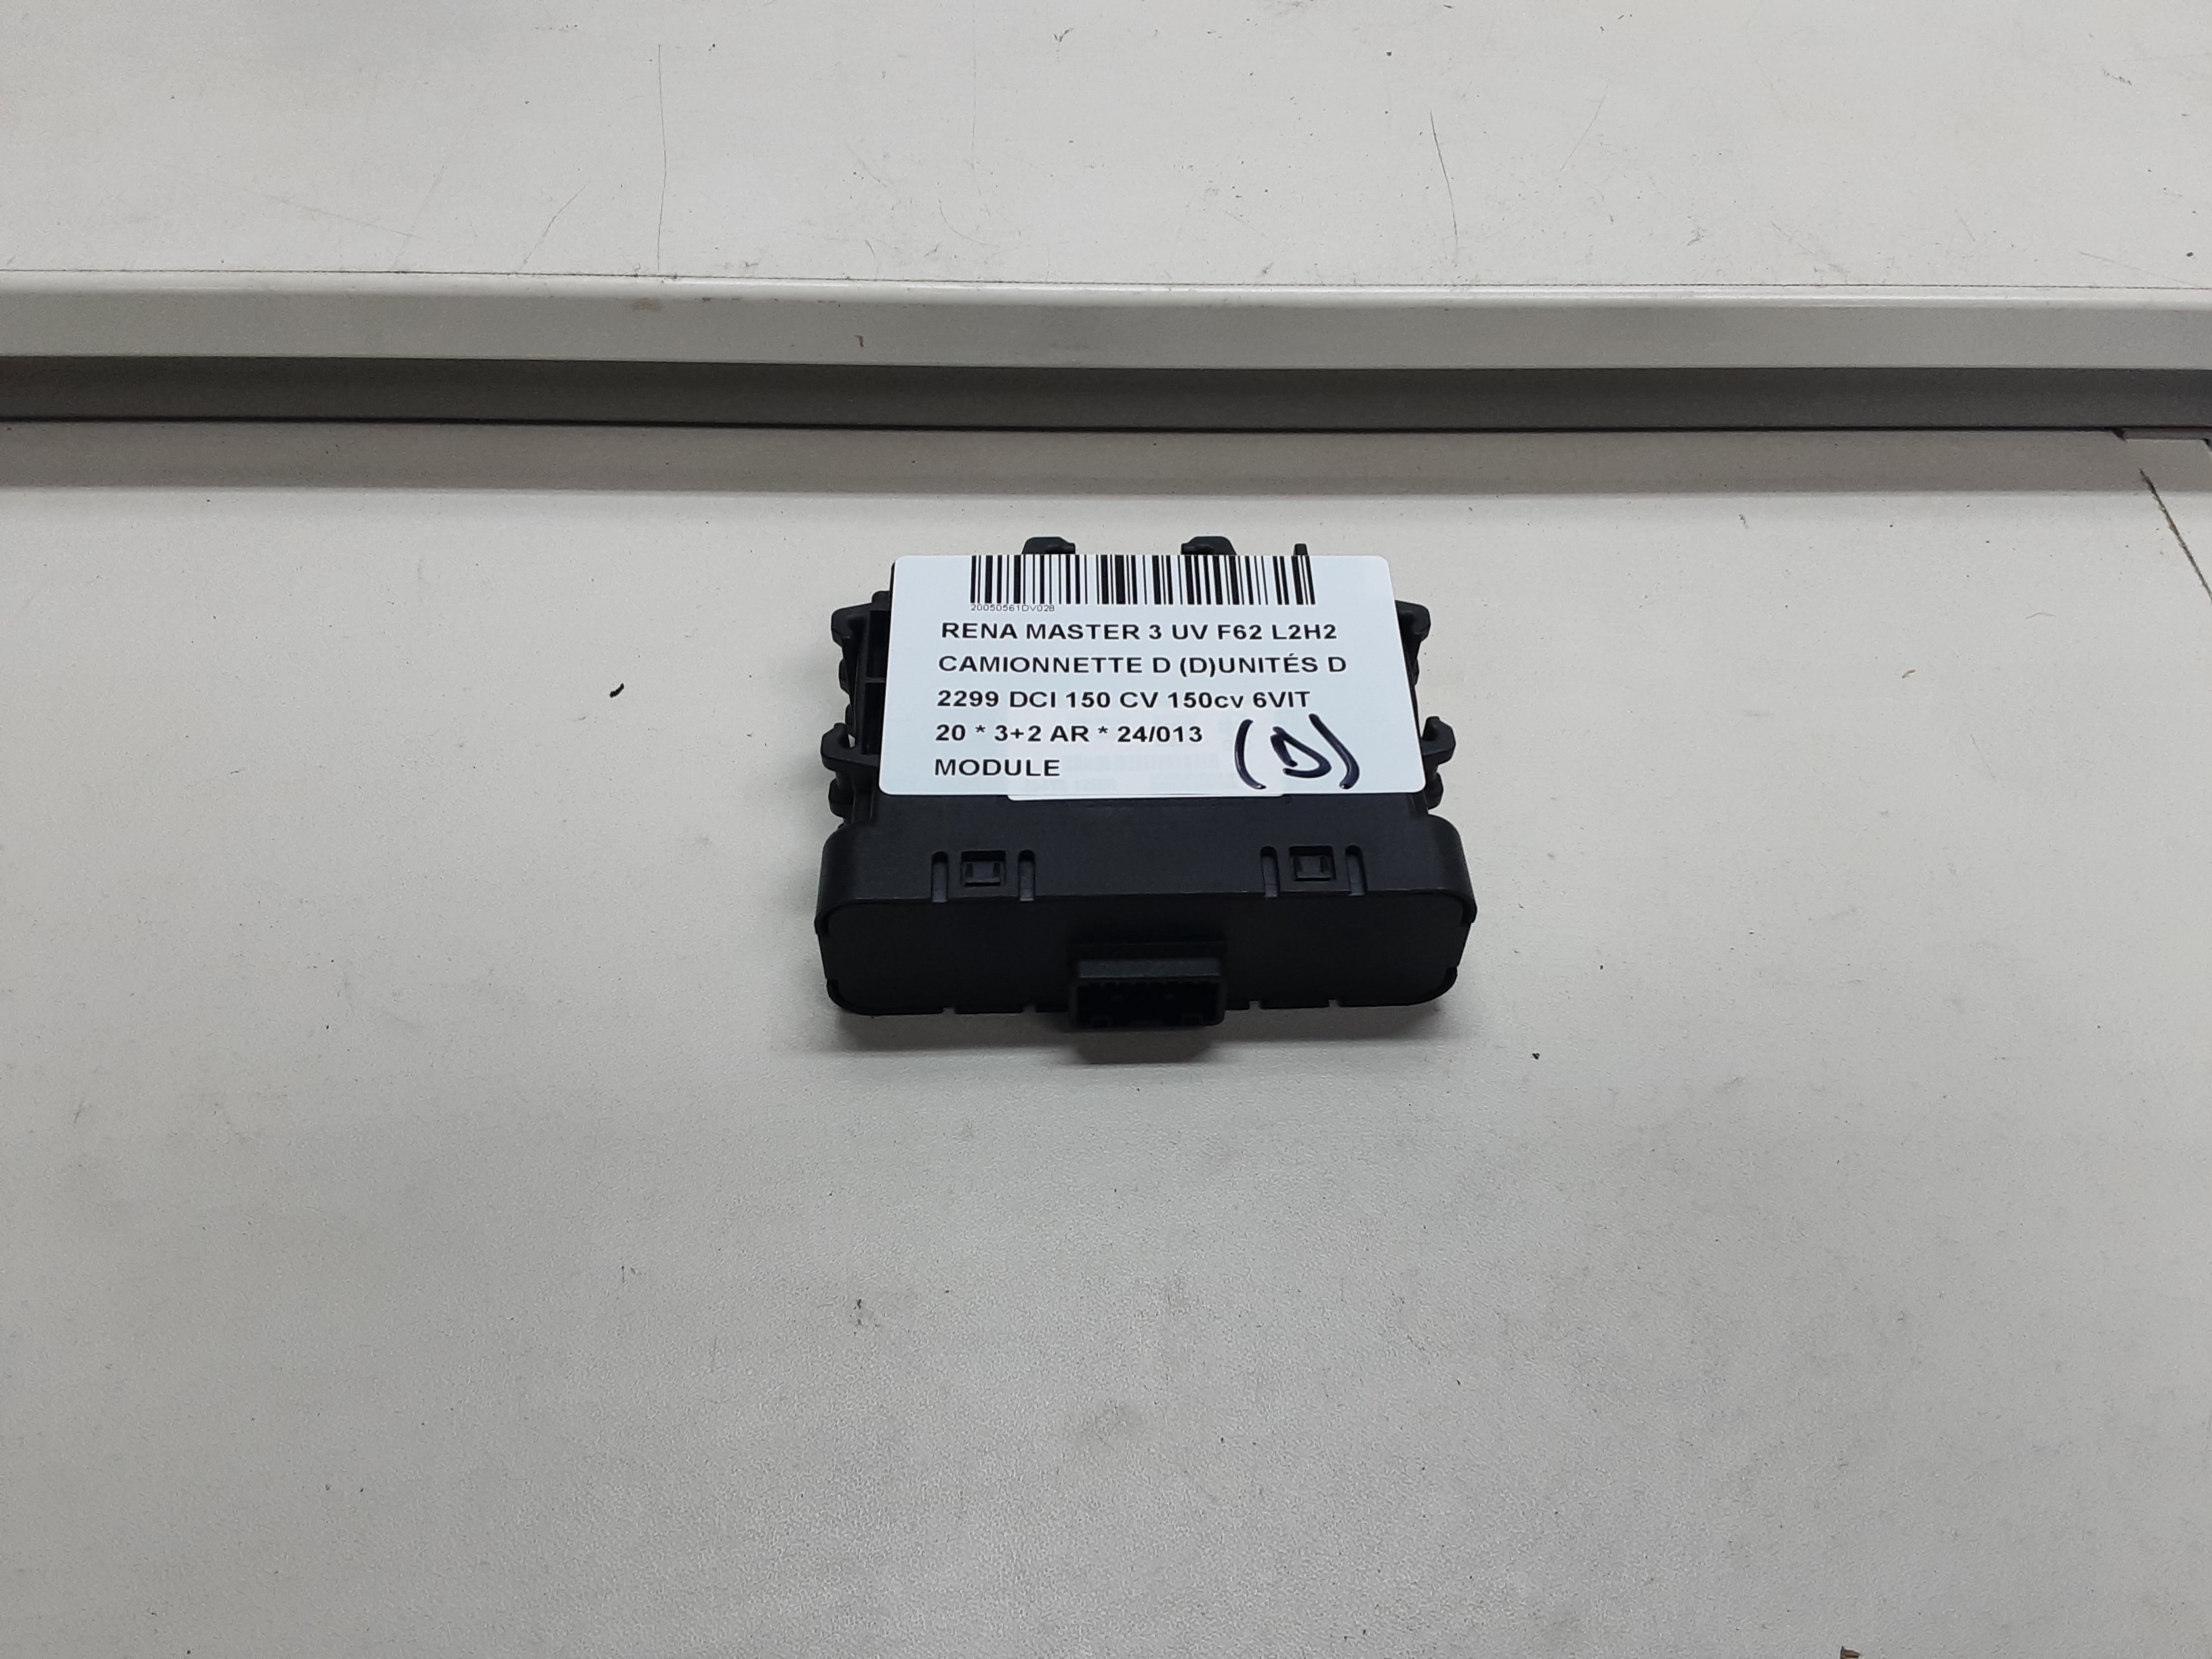 20050561DV028
RENA MASTER 3 UV F62 L2H2
CAMIONNETTE D (D)UNITÉS D
2299 DCI 150 CV 150cv 6VIT
20 * 3+2 AR * 24/013
(D)
MODULE